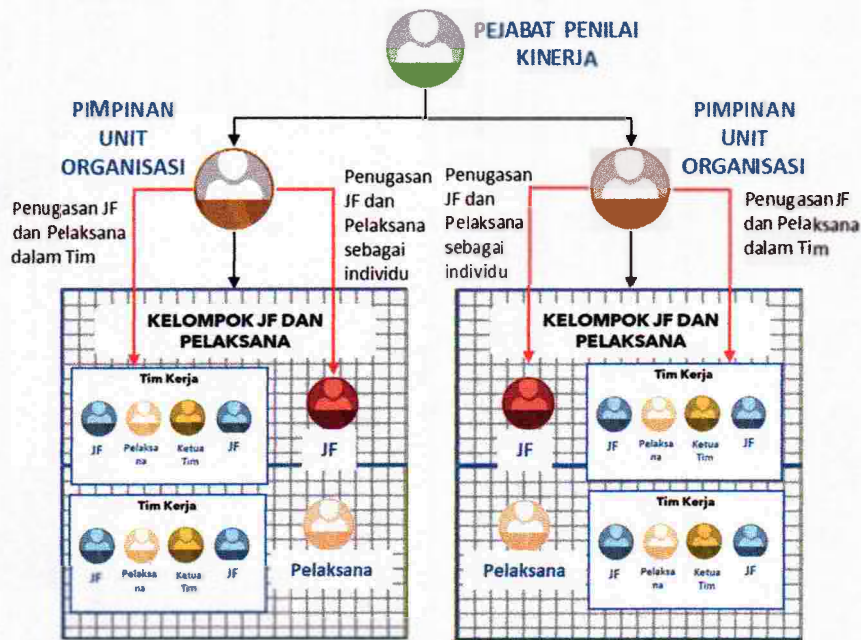 PEJABAT PENILAI
KINERJA
PIMPINAN
UNIT
ORGANISASI
PIMPINAN
UNIT
ORGANISASI
Penugasan JF
dan Pelaksana
dalam Tim
Penugasan
JF dan
Pelaksana
sebagai
individu
Penugasan
JF dan
Pelaksana
sebagai
individu
Penugasan JF
dan Pelaksana
dalam Tim
KELOMPOK JF DAN
PELAKSANA
Tim Kerja
JF
Pelaksa
na
Ketua
Tim
JF
JF
Tim Kerja
JF
Pelaksa
na
Ketua
Tim
JF
Pelaksana
KELOMPOK JF DAN
PELAKSANA
JF
Tim Kerja
JF
Pelaksa
na
Ketua
Tim
JF
Pelaksana
Tim Kerja
JF
Pelaksa
na
Ketua
Tim
JF